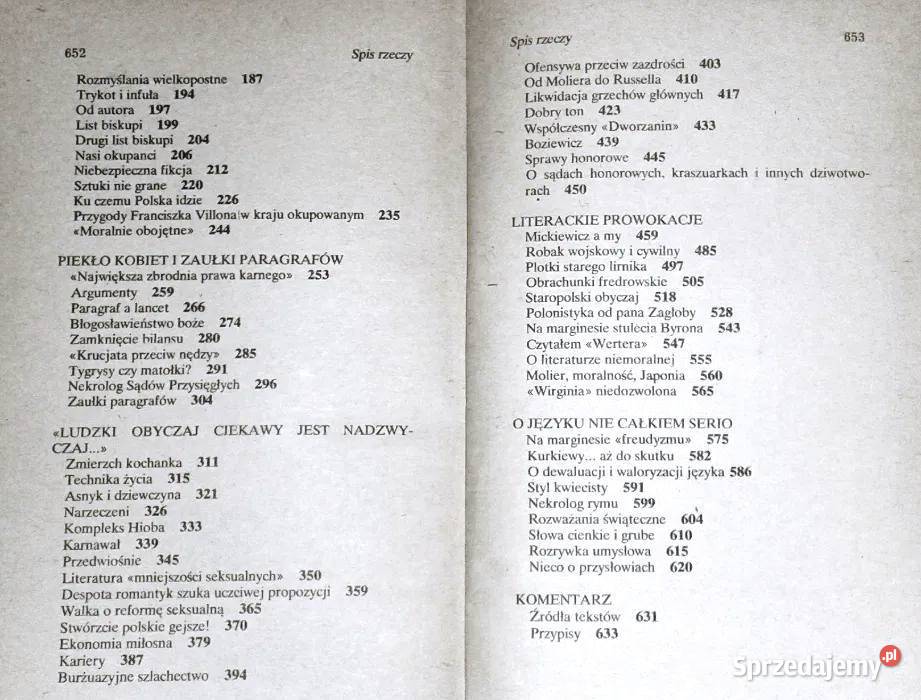 652 Spis rzeczy
Rozmyślania wielkopostne 187
Trykot i infuła 194
Od autora 197
List biskupi 199
Drugi list biskupi 204
Nasi okupanci 206
Niebezpieczna fikcja 212
Sztuki nie grane 220
Ku czemu Polska idzie 226
Przygody Franciszka Villona w kraju okupowanym 235
«Moralnie obojętne» 244
PIEKŁO KOBIET I ZAUŁKI PARAGRAFÓW
«Największa zbrodnia prawa karnego» 253
Argumenty 259
Paragraf a lancet 266
Błogosławieństwo boże 274
Zamknięcie bilansu 280
«Krucjata przeciw nędzy» 285
Tygrysy czy matołki? 291
Nekrolog Sądów Przysięgłych 296
Zaułki paragrafów 304
«LUDZKI OBYCZAJ CIEKAWY JEST NADZWY-
CZAJ...»
Zmierzch kochanka 311
Technika życia 315
Asnyk i dziewczyna 321
Narzeczeni 326
Kompleks Hioba 333
Karnawał 339
Przedwiośnie 345
Literatura «mniejszości seksualnych» 350
Despota romantyk szuka uczciwej propozycji 359
Walka o reformę seksualną 365
Stwórzcie polskie gejsze! 370
Ekonomia miłosna 379
Kariery 387
Burżuazyjne szlachectwo 394
Spis rzeczy 653
Ofensywa przeciw zazdrości 403
Od Moliera do Russella 410
Likwidacja grzechów głównych 417
Dobry ton 423
Współczesny «Dworzanin» 433
Boziewicz 439
Sprawy honorowe 445
O sądach honorowych, kraszuarkach i innych dziwotwo-
rach 450
LITERACKIE PROWOKACJE
Mickiewicz a my 459
Robak wojskowy i cywilny 485
Plotki starego lirnika 497
Obrachunki fredrowskie 505
Staropolski obyczaj 518
Polonistyka od pana Zagłoby 528
Na marginesie stulecia Byrona 543
Czytałem «Wertera» 547
O literaturze niemoralnej 555
Molier, moralność, Japonia 560
«Wirginia» niedozwolona 565
O JĘZYKU NIE CAŁKIEM SERIO
Na marginesie «freudyzmu» 575
Kurkiewy... aż do skutku 582
O dewaluacji i waloryzacji języka 586
Styl kwiecisty 591
Nekrolog rymu 599
Rozważania świąteczne 604
Słowa cienkie i grube 610
Rozrywka umysłowa 615
Nieco o przysłowiach 620
KOMENTARZ
Źródła tekstów 631
Przypisy 633
Sprzedajemy.pl